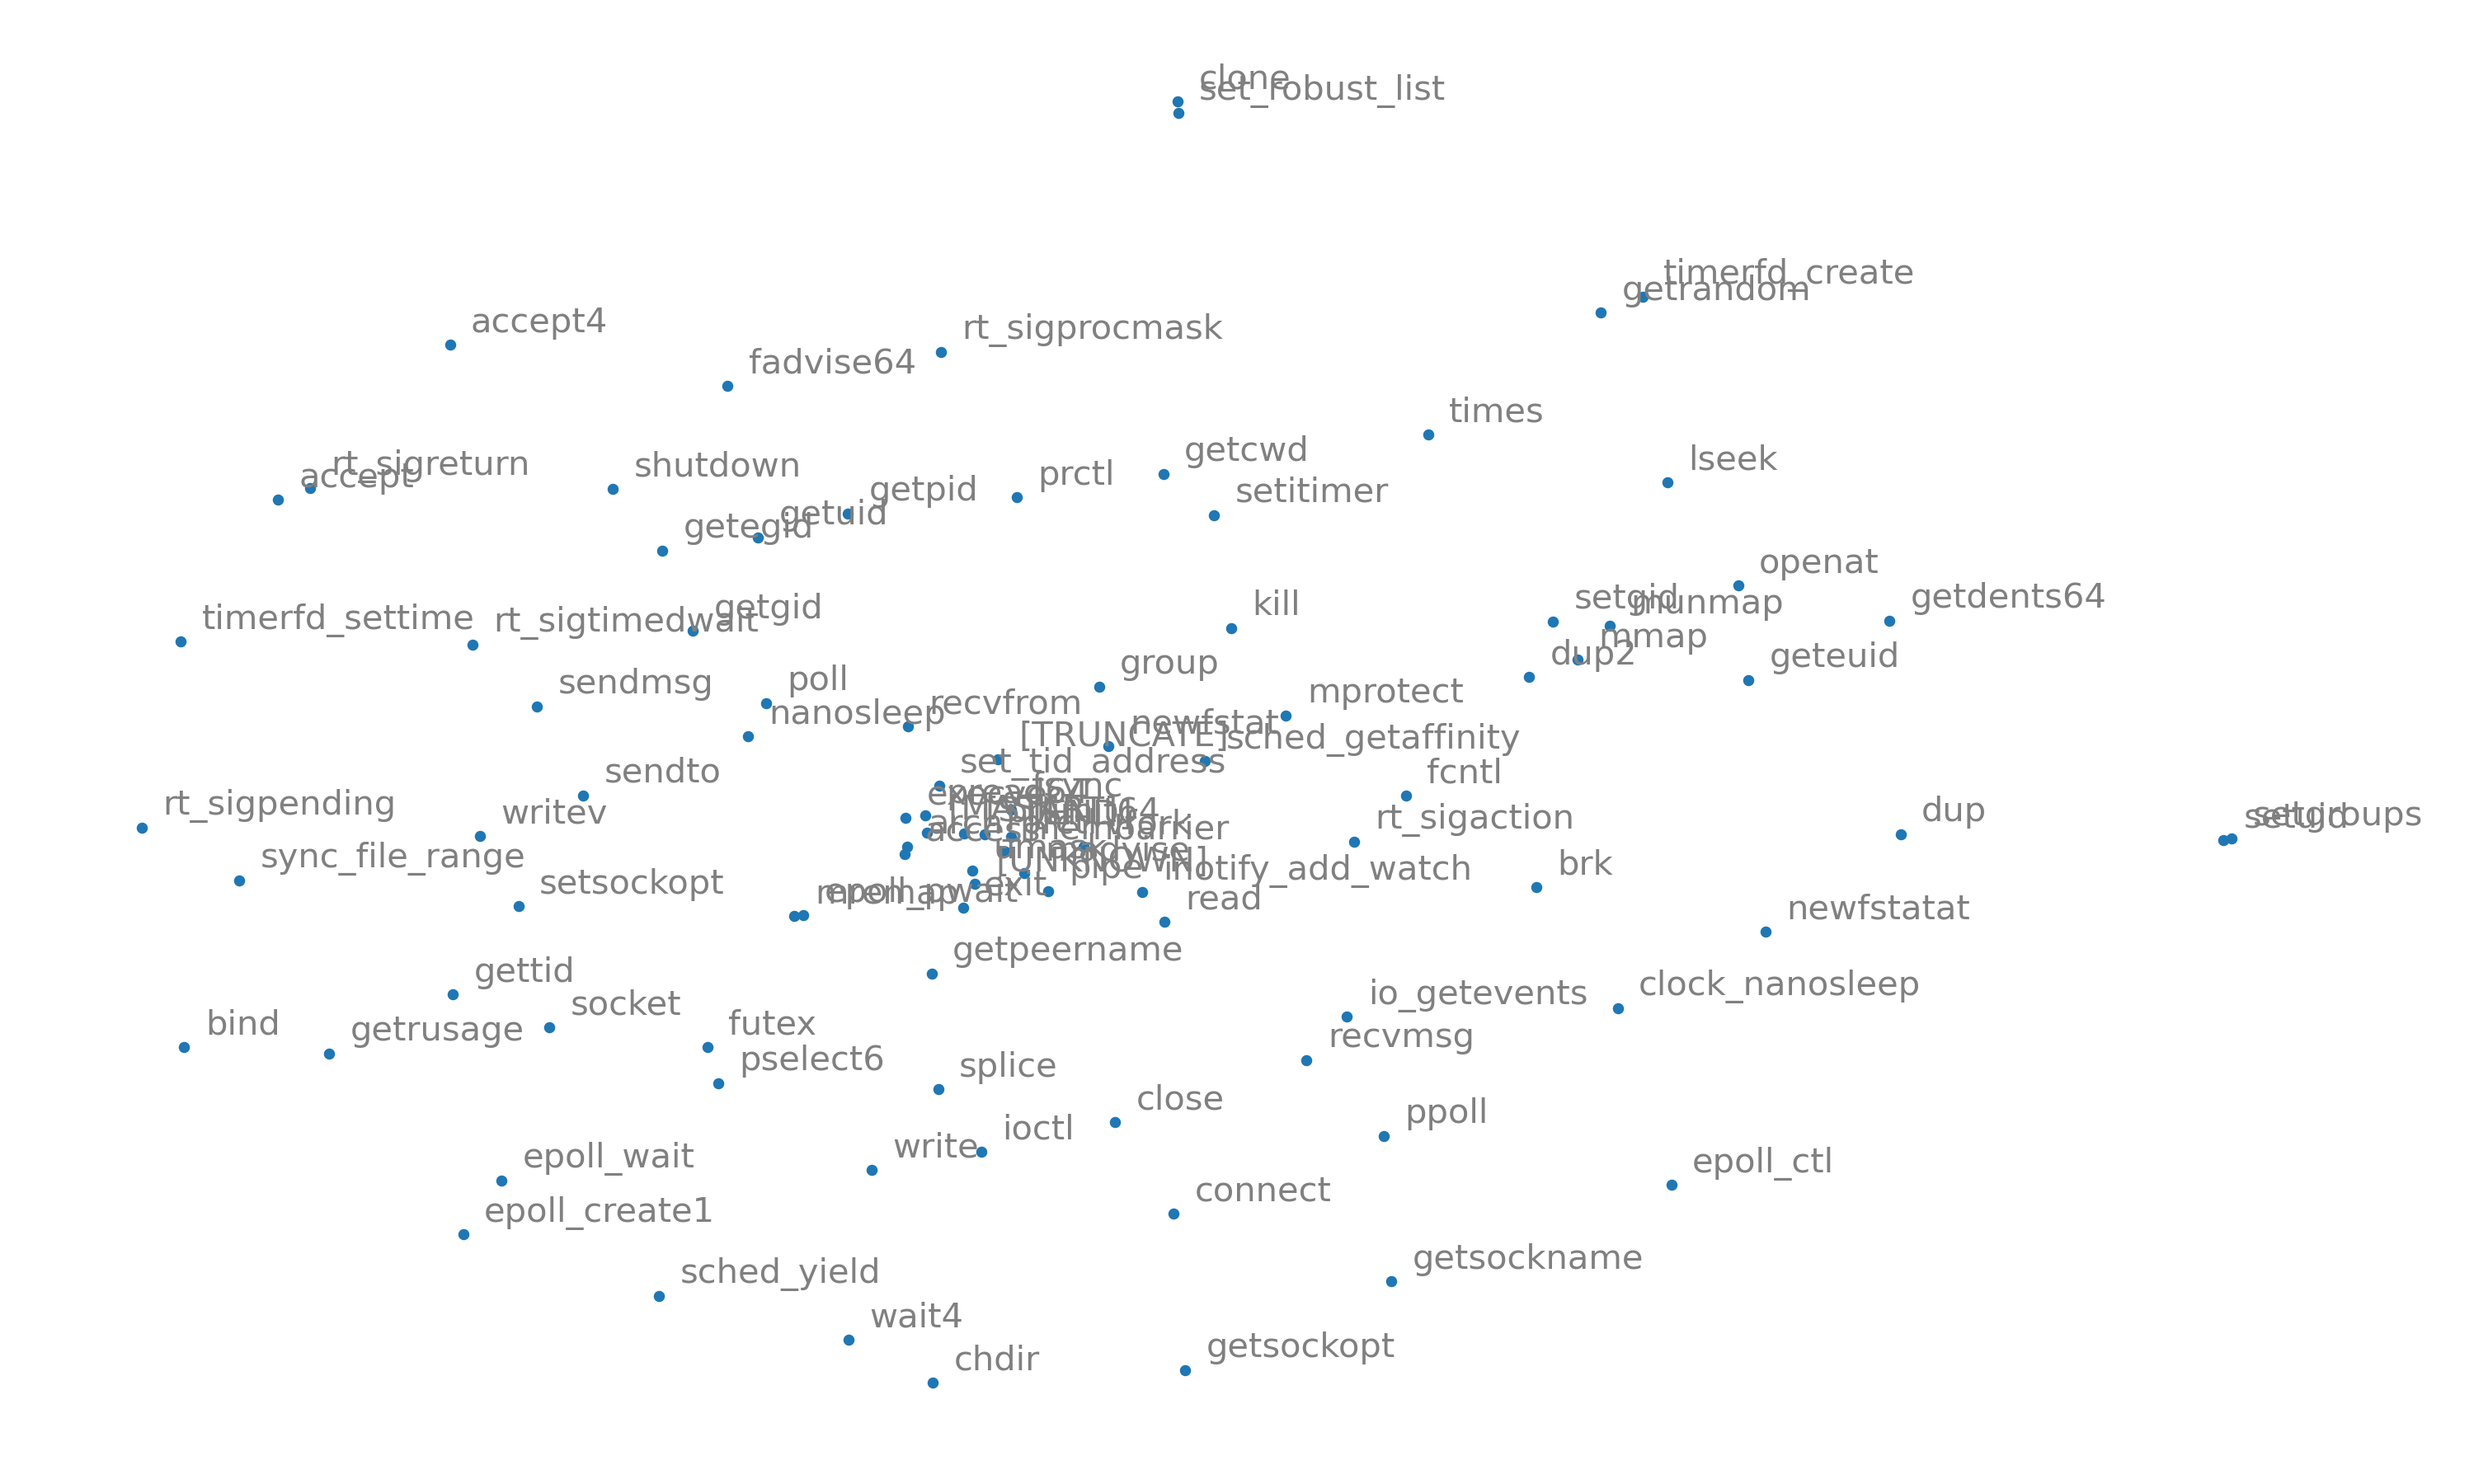 clone
set_robust_list
timerfd_create
getrandom
accept4
rt_sigprocmask
fadvise64
times
getcwd
lseek
rt_sigreturn
accept
shutdown
prctl
getpid
setitimer
getuid
getegid
openat
getdents64
setgid
munmap
kill
getgid
timerfd_settime
rt_sigtimedwait
mmap
dup2
geteuid
group
sendmsg
poll
mprotect
recvfrom
nanosleep
newfstat
[TRUNCATE]
sched_getaffinity
set_tid_address
sendto
fcntl
rt_sigpending
writev
rt_sigaction
dup
setgroups
setuid
sync_file_range
setsockopt
madvise
umask
[UNKNOWN]
pipe
inotify_add_watch
brk
exit
epoll_pwait
mremap
read
newfstatat
getpeername
gettid
clock_nanosleep
io_getevents
socket
bind
getrusage
futex
recvmsg
pselect6
splice
close
ppoll
ioctl
write
epoll_wait
epoll_ctl
connect
epoll_create1
getsockname
sched_yield
wait4
getsockopt
chdir